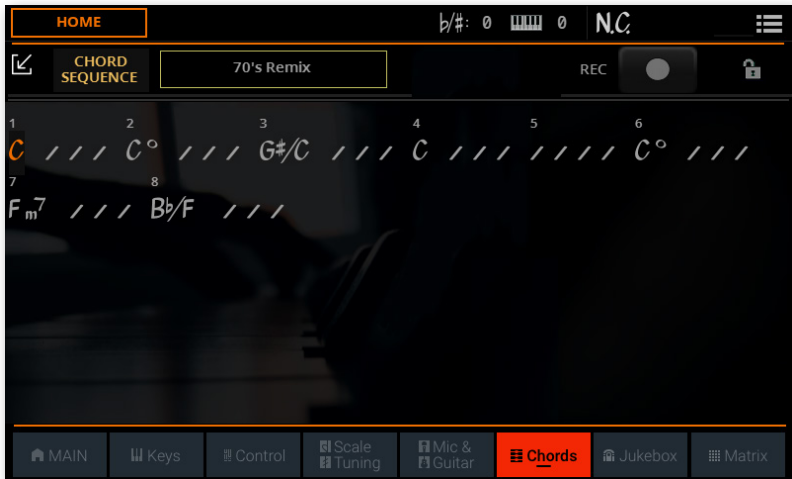 HOME ♭/♯: 0 0 N.C.
CHORD SEQUENCE 70's Remix REC
1 2 3 4 5 6
C / / / C° / / / G♯/C / / / C / / / / / / / C° / / /
7 8
Fm7 / / / B♭/F / / /
MAIN Keys Control Scale Tuning Mic & Guitar Chords Jukebox Matrix